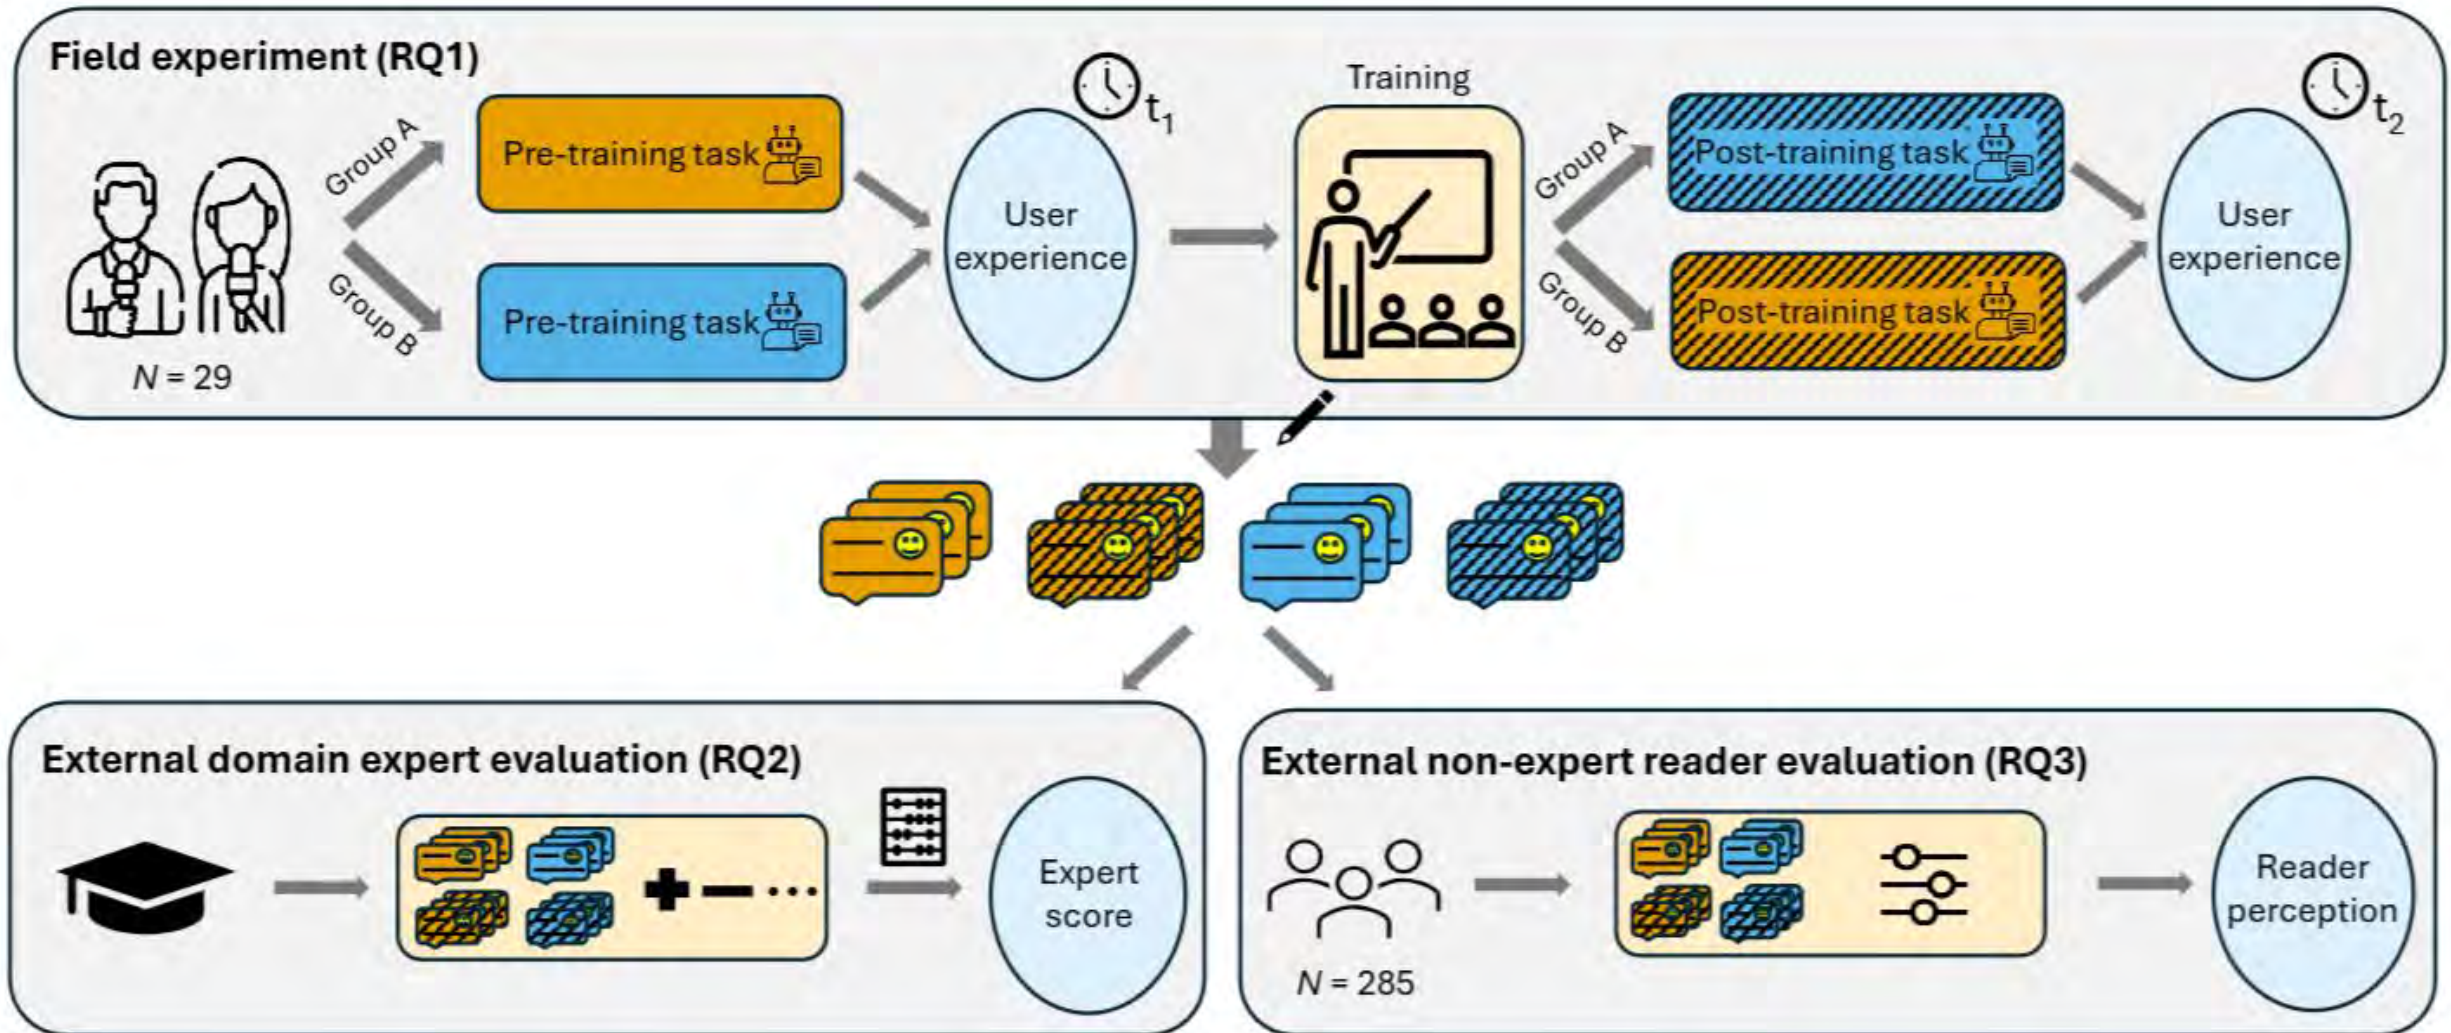 Field experiment (RQ1)
Group A
Pre-training task
Group B
Pre-training task
N = 29
User
experience
t1
Training
Group A
Post-training task
Group B
Post-training task
User
experience
t2
External domain expert evaluation (RQ2)
Expert
score
External non-expert reader evaluation (RQ3)
N = 285
Reader
perception